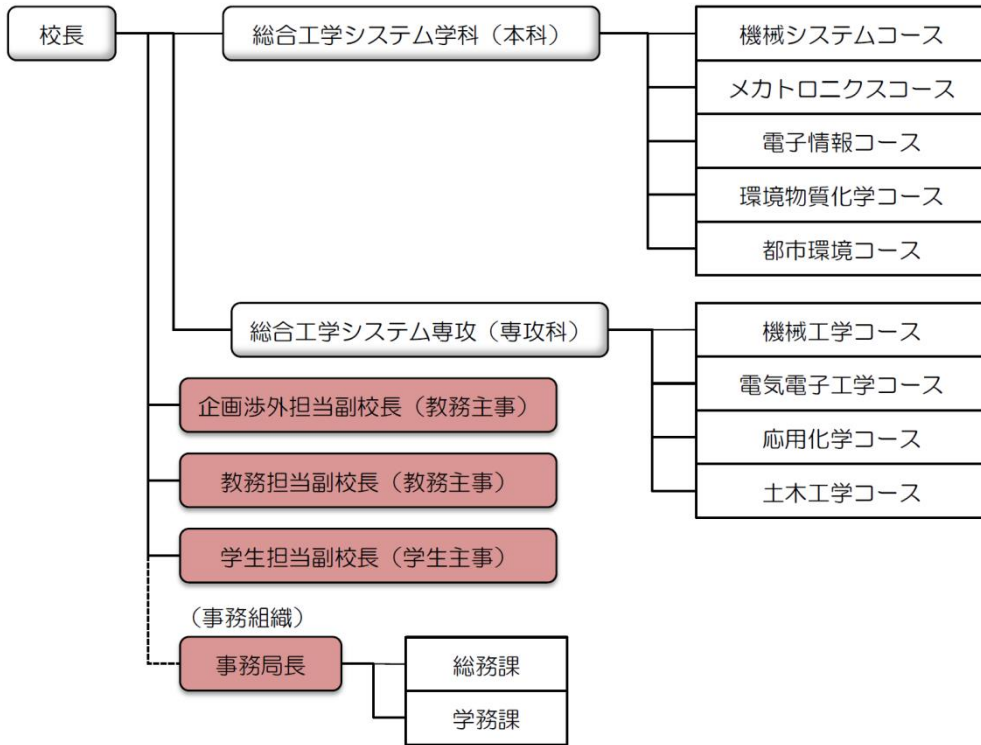 校長
総合工学システム学科（本科）
機械システムコース
メカトロニクスコース
電子情報コース
環境物質化学コース
都市環境コース
総合工学システム専攻（専攻科）
機械工学コース
電気電子工学コース
応用化学コース
土木工学コース
企画渉外担当副校長（教務主事）
教務担当副校長（教務主事）
学生担当副校長（学生主事）
（事務組織）
事務局長
総務課
学務課